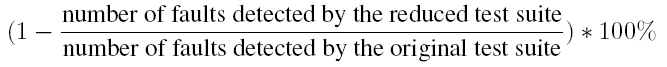 (1 − number of faults detected by the reduced test suite
number of faults detected by the original test suite) ∗ 100%